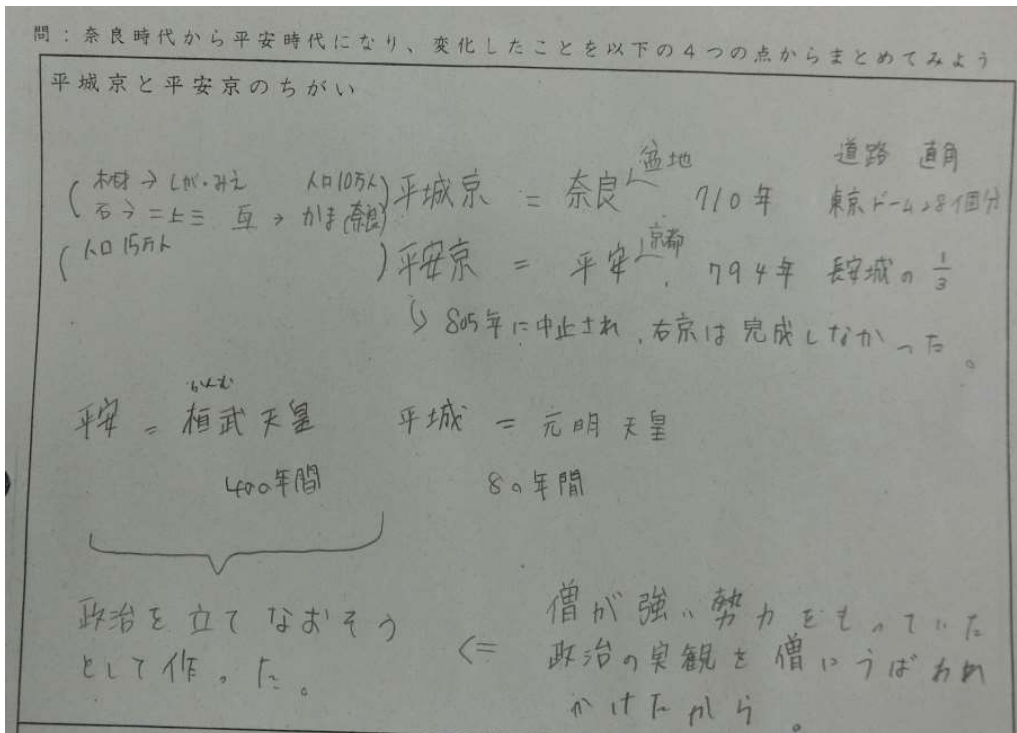 問：奈良時代から平安時代になり、変化したことを以下の4つの点からまとめてみよう
平城京と平安京のちがい
(木材→しが・みえ 人口10万人) 平城京 = 奈良 盆地 710年 道路 直角
石→二上三 瓦→かま(奈良) 東京ドーム 個分
(人口15万人 ) 平安京 = 平安 京都 . 794年 長安城の 1/3
↳ 805年に中止され、右京は完成しなかった。
かんむ
平安 = 桓武天皇 平城 = 元明天皇
400年間 80年間
政治を立てなおそう
として作った。
⇐ 僧が強い勢力をもっていた
政治の実観を僧にうばわれ
かけたから。